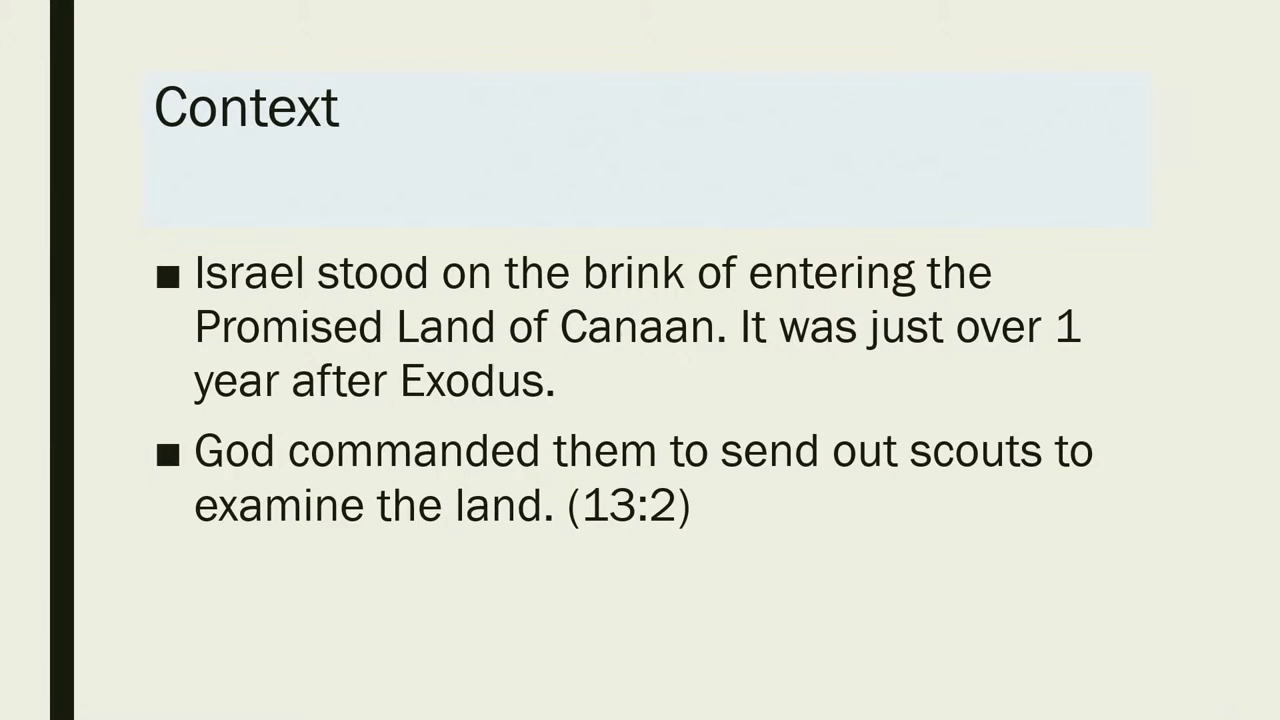 Context
■ Israel stood on the brink of entering the
Promised Land of Canaan. It was just over 1
year after Exodus.
■ God commanded them to send out scouts to
examine the land. (13:2)